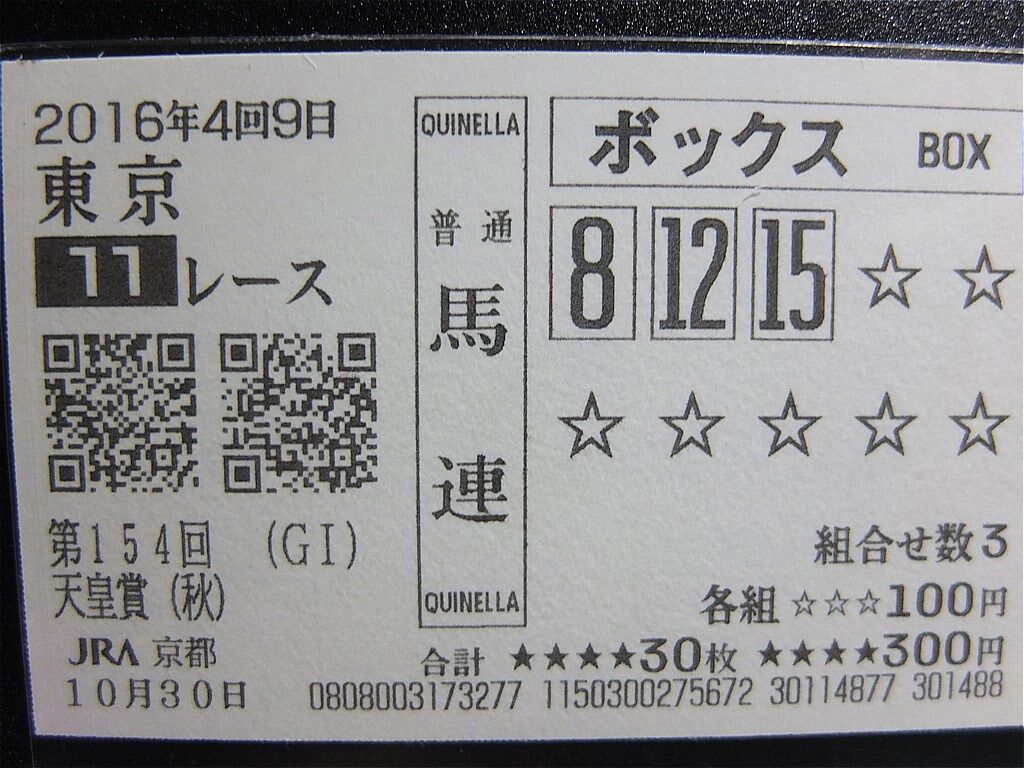 2016年4回9日
東京
11レース
第154回 (GI)
天皇賞(秋)
JRA 京都
10月30日
QUINELLA
普通
馬連
QUINELLA
ボックス BOX
8 12 15 ☆ ☆
☆ ☆ ☆ ☆ ☆
組合せ数3
各組 ☆☆☆100円
合計 ★★★★30枚 ★★★★300円
0808003173277 1150300275672 30114877 301488